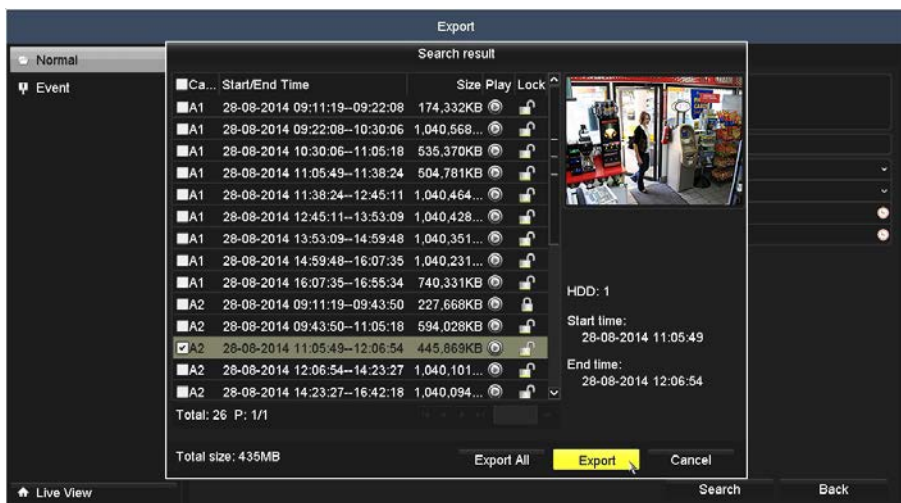 Export
Normal
Event
Search result
Ca... Start/End Time Size Play Lock
A1 28-08-2014 09:11:19--09:22:08 174,332KB
A1 28-08-2014 09:22:08--10:30:06 1,040,568...
A1 28-08-2014 10:30:06--11:05:18 535,370KB
A1 28-08-2014 11:05:49--11:38:24 504,781KB
A1 28-08-2014 11:38:24--12:45:11 1,040,464...
A1 28-08-2014 12:45:11--13:53:09 1,040,428...
A1 28-08-2014 13:53:09--14:59:48 1,040,351...
A1 28-08-2014 14:59:48--16:07:35 1,040,231...
A1 28-08-2014 16:07:35--16:55:34 740,331KB
A2 28-08-2014 09:11:19--09:43:50 227,668KB
A2 28-08-2014 09:43:50--11:05:18 594,028KB
A2 28-08-2014 11:05:49--12:06:54 445,869KB
A2 28-08-2014 12:06:54--14:23:27 1,040,101...
A2 28-08-2014 14:23:27--16:42:18 1,040,094...
Total: 26 P: 1/1
HDD: 1
Start time:
28-08-2014 11:05:49
End time:
28-08-2014 12:06:54
Total size: 435MB
Export All
Export
Cancel
Live View
Search
Back